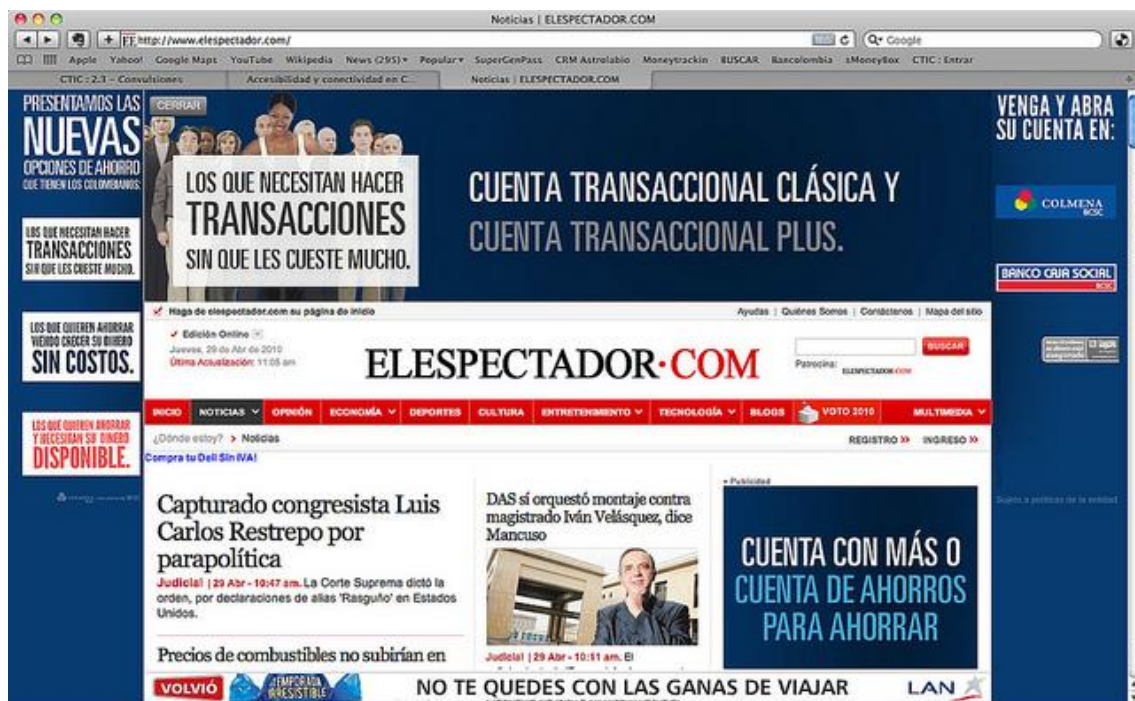 Noticias | ELESPECTADOR.COM
http://www.elespectador.com/
Google
Apple Yahoo! Google Maps YouTube Wikipedia News (295) Popular SuperGenPass CRM Astrolabio Moneytrackin BUSCAR Bancolombia sMoneyBox CTIC : Entrar
CTIC : 2.1 – Convulsiones
Accesibilidad y conectividad en C...
Noticias | ELESPECTADOR.COM
PRESENTAMOS LAS
NUEVAS
OPCIONES DE AHORRO
QUE TIENEN LOS COLOMBIANOS:
LOS QUE NECESITAN HACER
TRANSACCIONES
SIN QUE LES CUESTE MUCHO.
LOS QUE QUIEREN AHORRAR
VIENDO CRECER SU DINERO
SIN COSTOS.
LOS QUE QUIEREN AHORRAR
Y NECESITAN SU DINERO
DISPONIBLE.
CERRAR
LOS QUE NECESITAN HACER
TRANSACCIONES
SIN QUE LES CUESTE MUCHO.
CUENTA TRANSACCIONAL CLÁSICA Y
CUENTA TRANSACCIONAL PLUS.
VENGA Y ABRA
SU CUENTA EN:
COLMENA
BCSC
BANCO CAJA SOCIAL
BCSC
Sujeto a políticas de la entidad
Haga de elespectador.com su página de inicio
Ayudas | Quiénes Somos | Contáctenos | Mapa del sitio
Edición Online
Jueves, 29 de Abr de 2010
Última Actualización: 11:05 am
ELESPECTADOR.COM
BUSCAR
Patrocina: ELESPECTADOR.COM
INICIO NOTICIAS OPINIÓN ECONOMÍA DEPORTES CULTURA ENTRETENIMIENTO TECNOLOGÍA BLOGS VOTO 2010 MULTIMEDIA
¿Dónde estoy? > Noticias
REGISTRO » INGRESO »
Compra tu Dell Sin IVA!
Capturado congresista Luis
Carlos Restrepo por
parapolítica
Judicial | 29 Abr - 10:47 am. La Corte Suprema dictó la
orden, por declaraciones de alias 'Rasguño' en Estados
Unidos.
Precios de combustibles no subirían en
DAS sí orquestó montaje contra
magistrado Iván Velásquez, dice
Mancuso
Judicial | 29 Abr - 10:11 am. El
Publicidad
CUENTA CON MÁS O
CUENTA DE AHORROS
PARA AHORRAR
VOLVIÓ
TEMPORADA
IRRESISTIBLE
NO TE QUEDES CON LAS GANAS DE VIAJAR
LAN